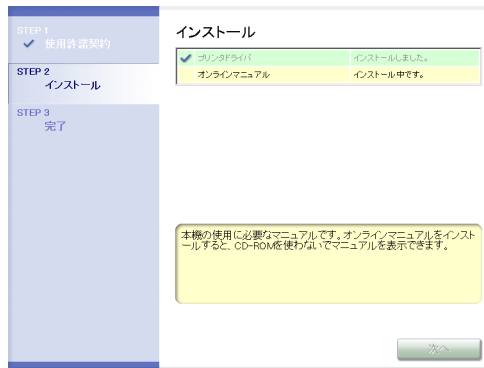 STEP 1
使用許諾契約
STEP 2
インストール
STEP 3
完了
インストール
プリンタドライバ インストールしました。
オンラインマニュアル インストール中です。
本機の使用に必要なマニュアルです。オンラインマニュアルをインスト
ールすると、CD-ROMを使わないでマニュアルを表示できます。
次へ